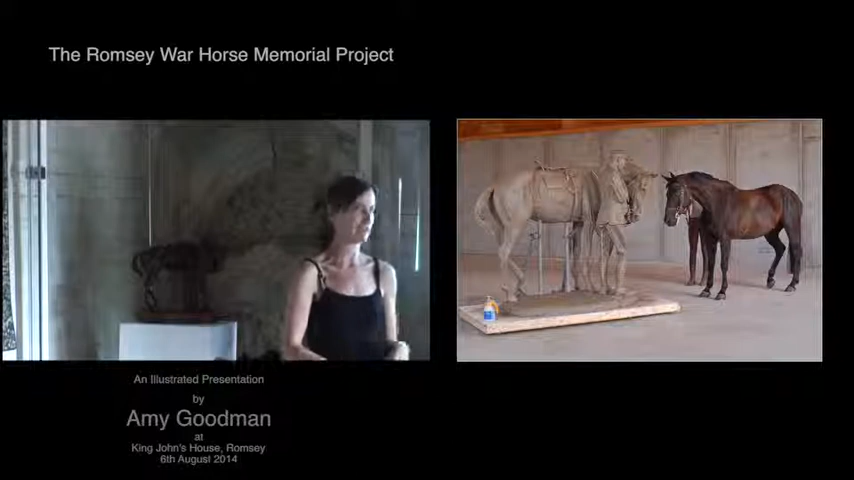 The Romsey War Horse Memorial Project
An Illustrated Presentation
by
Amy Goodman
at
King John's House, Romsey
6th August 2014